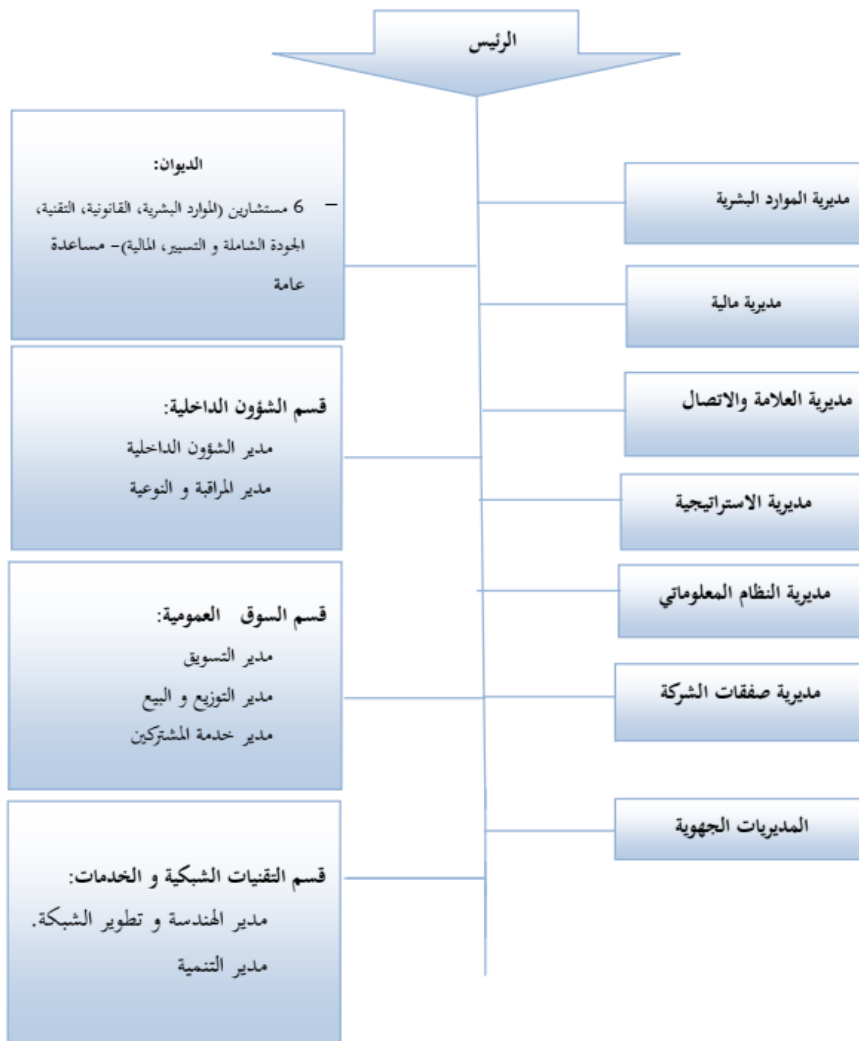 الرئيس
مديرية الموارد البشرية
مديرية مالية
مديرية العلامة والاتصال
مديرية الاستراتيجية
مديرية النظام المعلوماتي
مديرية صفقات الشركة
المديريات الجهوية
الديوان:
– 6 مستشارين (الموارد البشرية، القانونية، التقنية،
الجودة الشاملة و التسيير، المالية)– مساعدة
عامة
قسم الشؤون الداخلية:
مدير الشؤون الداخلية
مدير المراقبة و النوعية
قسم السوق العمومية:
مدير التسويق
مدير التوزيع و البيع
مدير خدمة المشتركين
قسم التقنيات الشبكية و الخدمات:
مدير الهندسة و تطوير الشبكة.
مدير التنمية